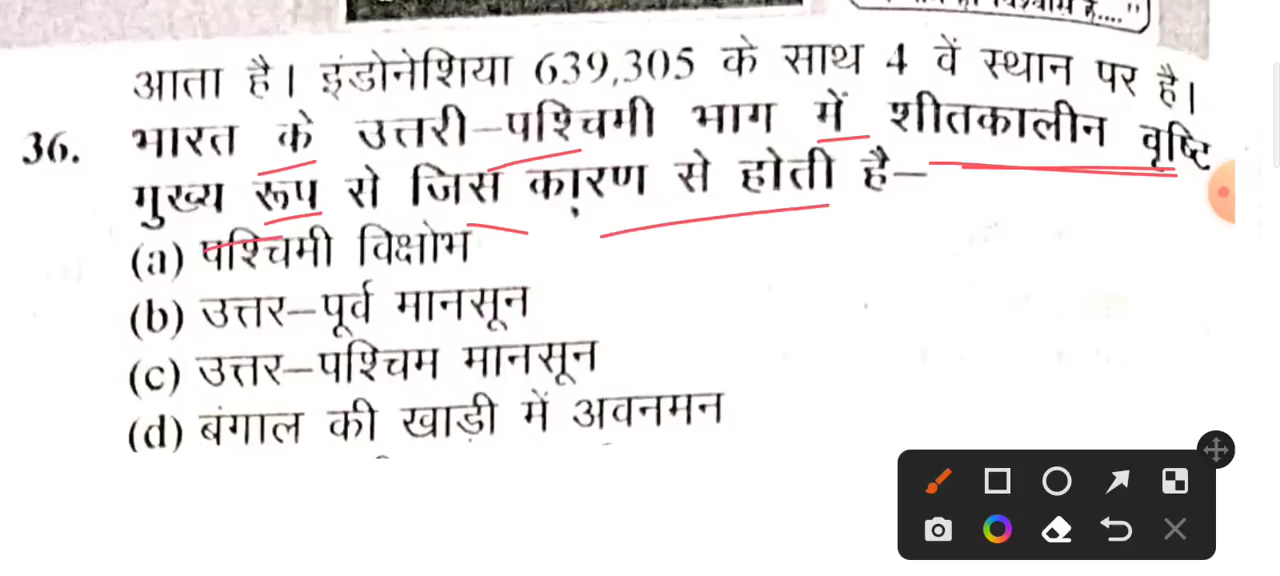 आता है। इंडोनेशिया 639,305 के साथ 4 वें स्थान पर है।
36. भारत के उत्तरी–पश्चिमी भाग में शीतकालीन वृष्टि
मुख्य रूप से जिस कारण से होती है–
(a) पश्चिमी विक्षोभ
(b) उत्तर–पूर्व मानसून
(c) उत्तर–पश्चिम मानसून
(d) बंगाल की खाड़ी में अवनमन